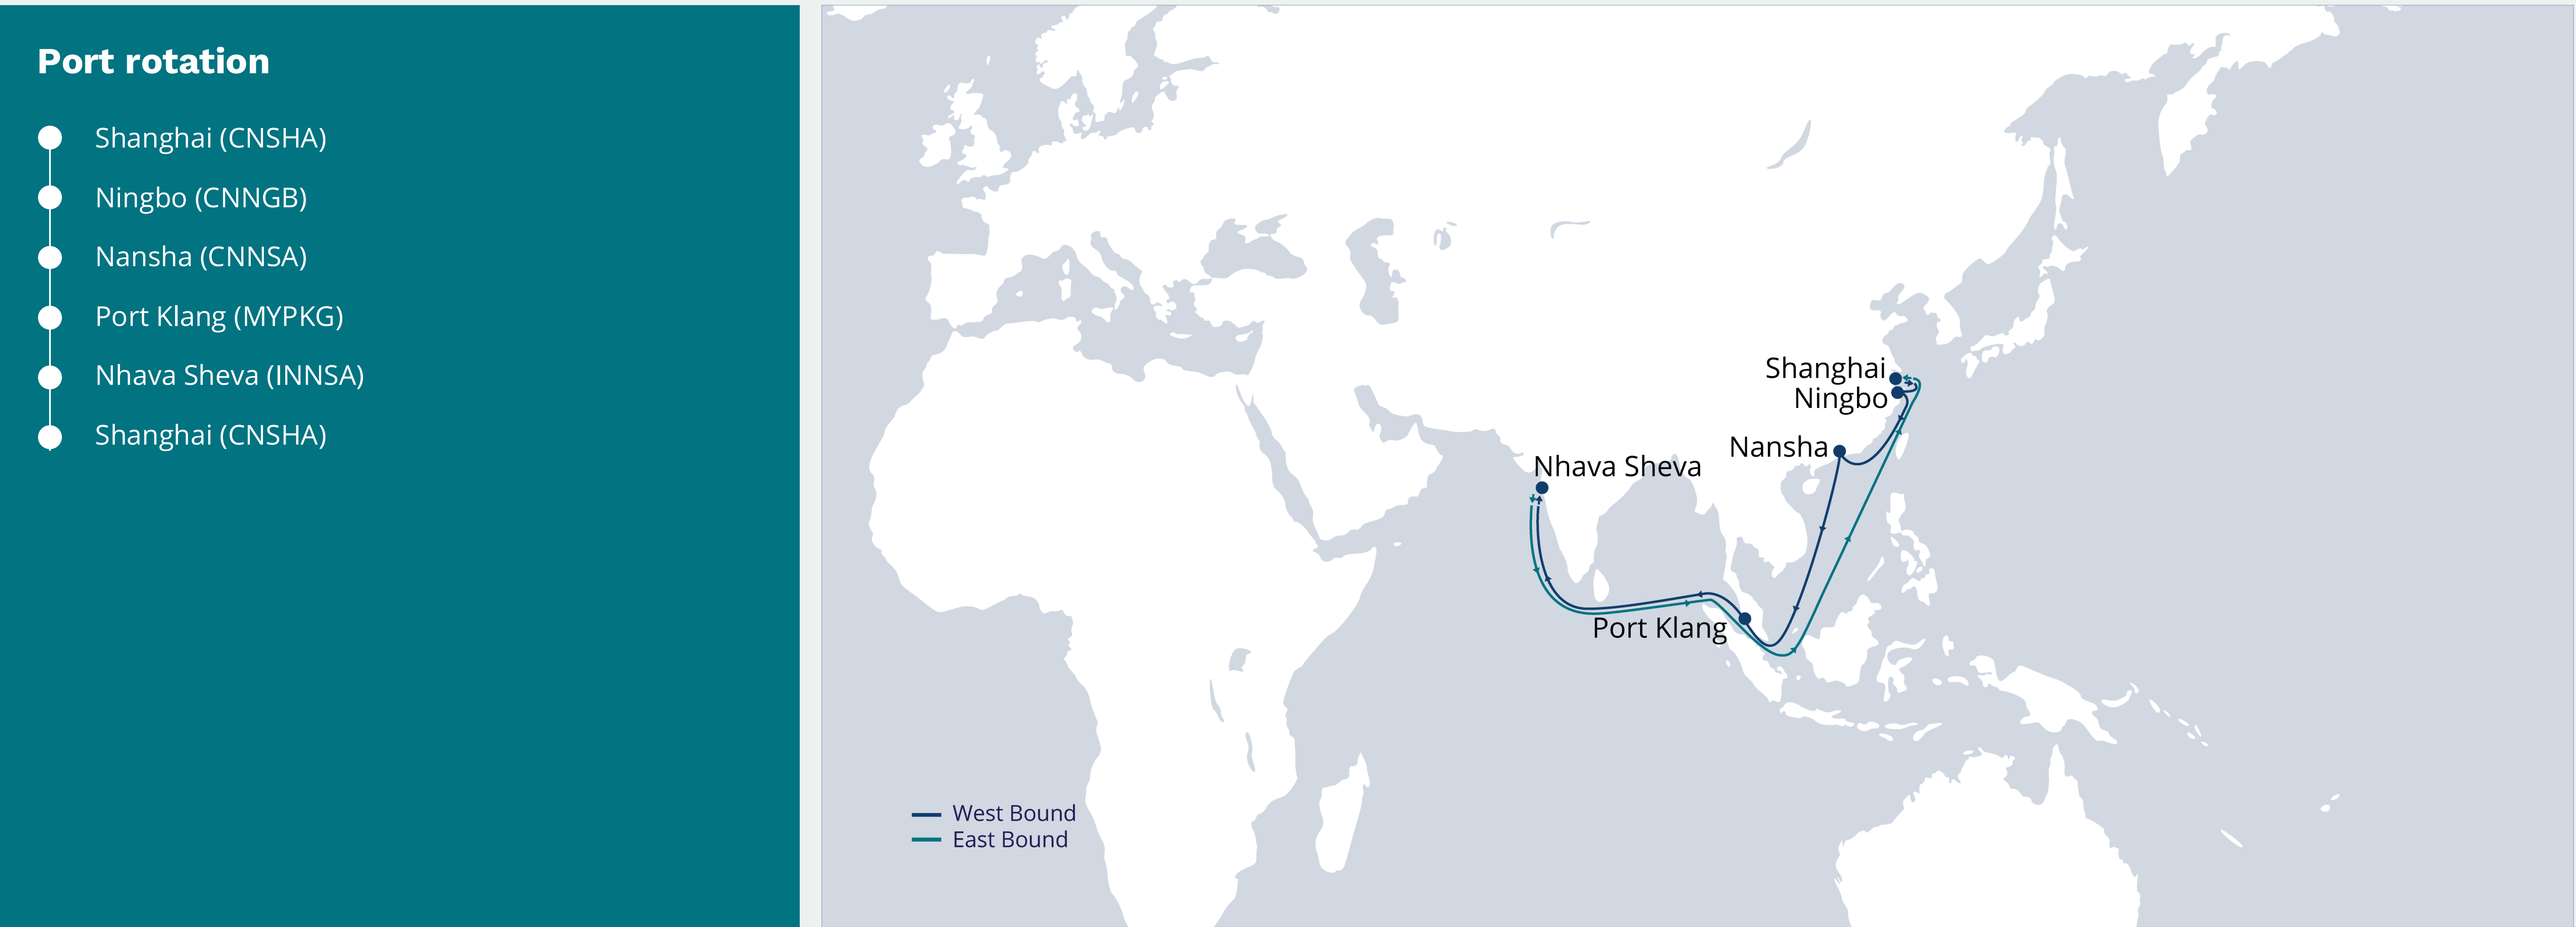 Port rotation
Shanghai (CNSHA)
Ningbo (CNNGB)
Nansha (CNNSA)
Port Klang (MYPKG)
Nhava Sheva (INNSA)
Shanghai (CNSHA)
Shanghai
Ningbo
Nansha
Nhava Sheva
Port Klang
West Bound
East Bound